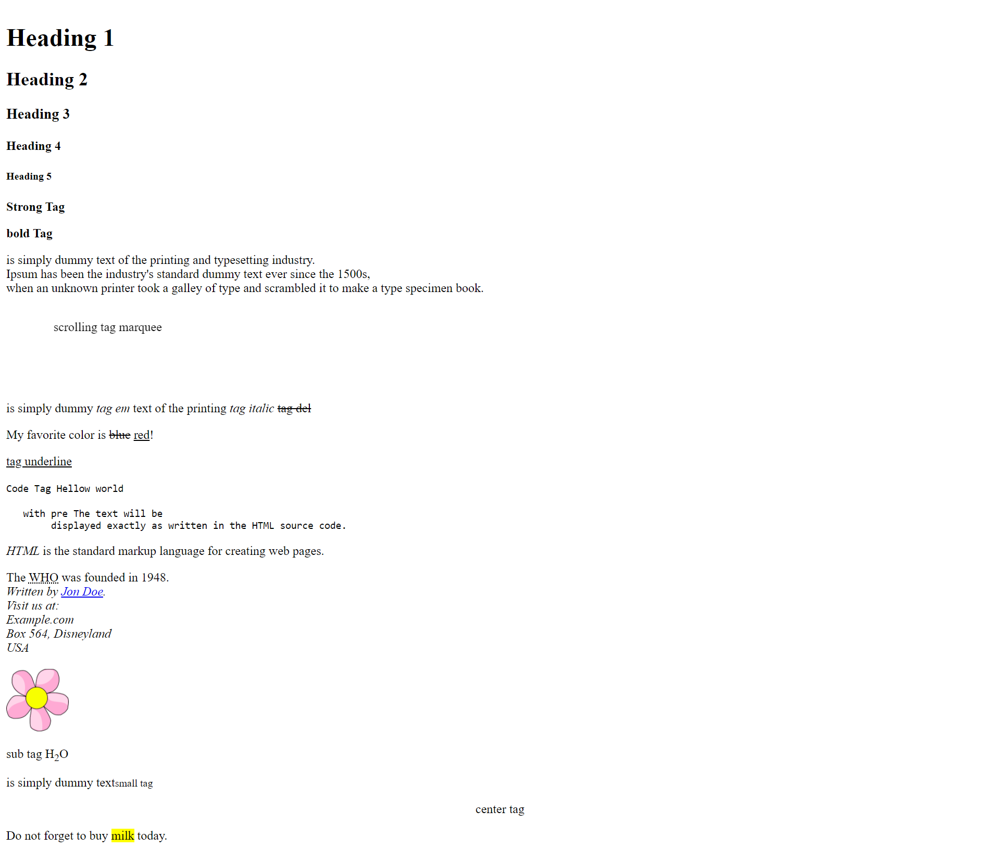 Heading 1
Heading 2
Heading 3
Heading 4
Heading 5
Strong Tag
bold Tag
is simply dummy text of the printing and typesetting industry.
Ipsum has been the industry's standard dummy text ever since the 1500s,
when an unknown printer took a galley of type and scrambled it to make a type specimen book.
scrolling tag marquee
is simply dummy tag em text of the printing tag italic tag del
My favorite color is blue red!
tag underline
Code Tag Hellow world
with pre The text will be
displayed exactly as written in the HTML source code.
HTML is the standard markup language for creating web pages.
The WHO was founded in 1948.
Written by Jon Doe.
Visit us at:
Example.com
Box 564, Disneyland
USA
sub tag H₂O
is simply dummy textsmall tag
center tag
Do not forget to buy milk today.